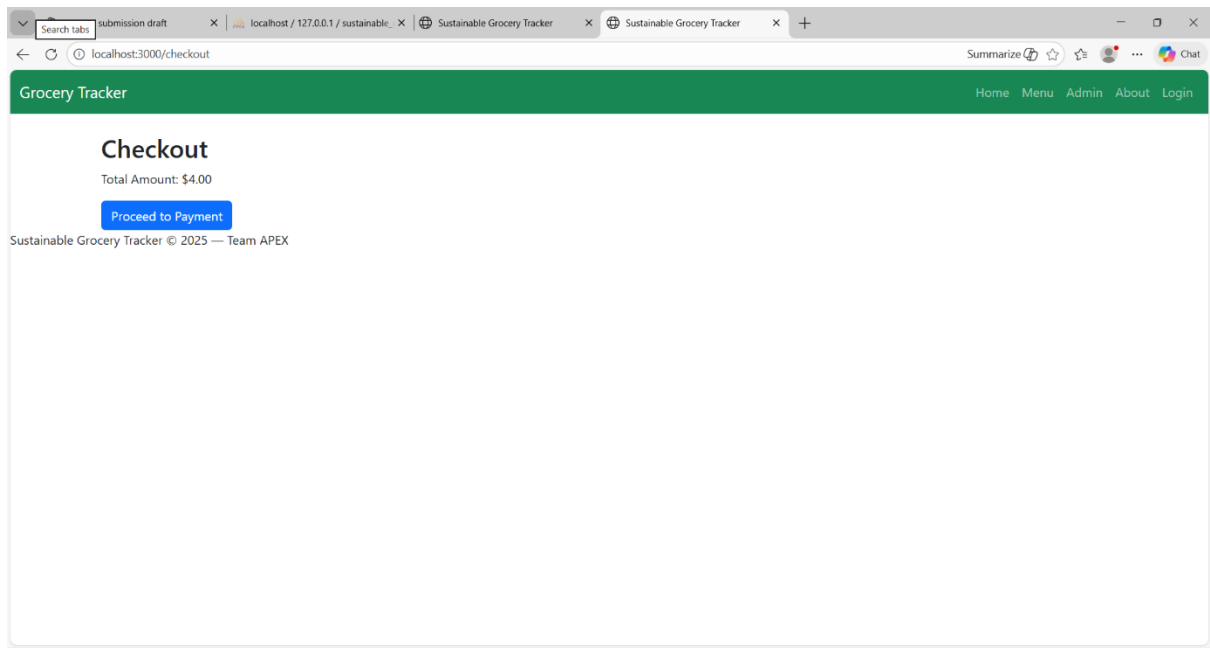 submission draft
localhost / 127.0.0.1 / sustainable_
Sustainable Grocery Tracker
Sustainable Grocery Tracker
Search tabs
localhost:3000/checkout
Summarize
Chat
Grocery Tracker
Home Menu Admin About Login
Checkout
Total Amount: $4.00
Proceed to Payment
Sustainable Grocery Tracker © 2025 — Team APEX